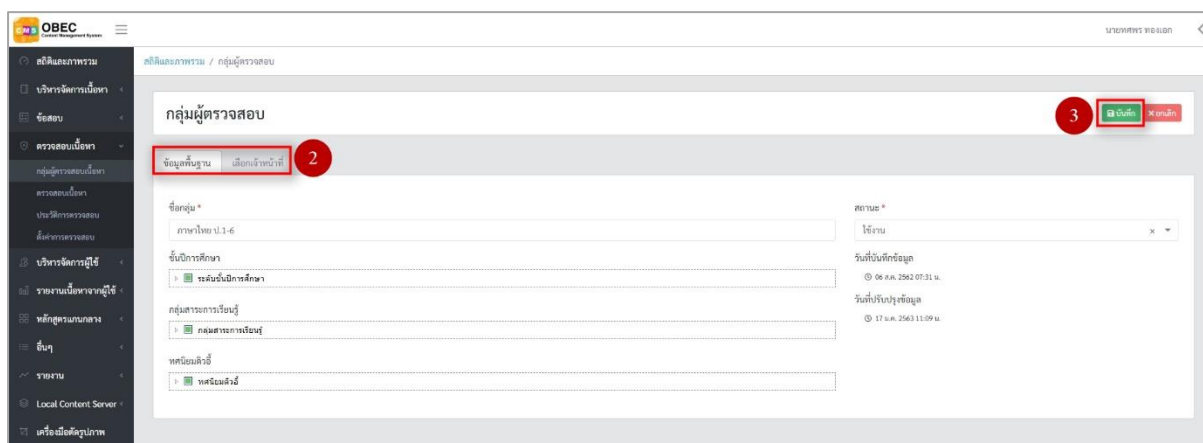 CMS OBEC
Content Management System
นายทศพร ทองเอก
สถิติและภาพรวม
บริหารจัดการเนื้อหา
ข้อสอบ
ตรวจสอบเนื้อหา
กลุ่มผู้ตรวจสอบเนื้อหา
ตรวจสอบเนื้อหา
ประวัติการตรวจสอบ
ตั้งค่าการตรวจสอบ
บริหารจัดการผู้ใช้
รายงานเนื้อหาจากผู้ใช้
หลักสูตรแกนกลาง
อื่นๆ
รายงาน
Local Content Server
เครื่องมือตัดรูปภาพ
สถิติและภาพรวม / กลุ่มผู้ตรวจสอบ
กลุ่มผู้ตรวจสอบ
3
บันทึก
ยกเลิก
ข้อมูลพื้นฐาน
เลือกเจ้าหน้าที่
2
ชื่อกลุ่ม *
ภาษาไทย ป.1-6
ชั้นปีการศึกษา
ระดับชั้นปีการศึกษา
กลุ่มสาระการเรียนรู้
กลุ่มสาระการเรียนรู้
ทศนิยมดิวอี้
ทศนิยมดิวอี้
สถานะ *
ใช้งาน
วันที่บันทึกข้อมูล
06 ส.ค. 2562 07:31 น.
วันที่ปรับปรุงข้อมูล
17 ม.ค. 2563 11:09 น.